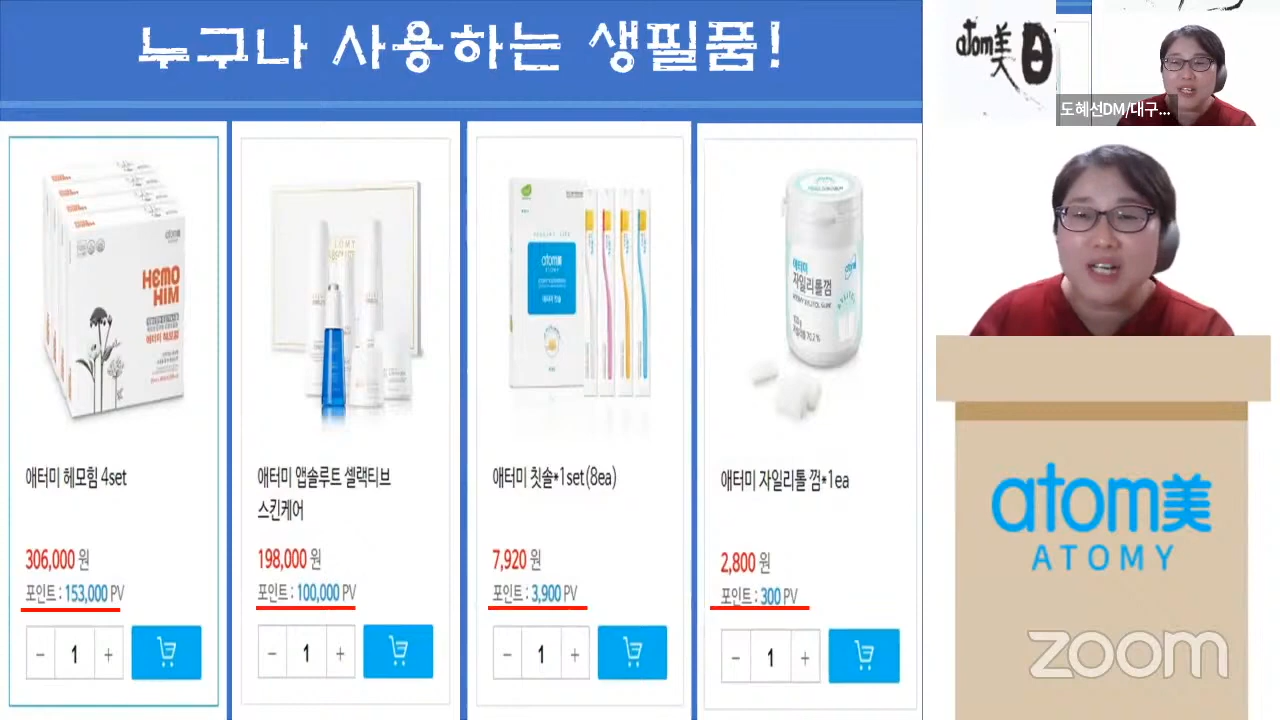 누구나 사용하는 생필품!
HEMO
HIM
애터미 헤모힘 4set
306,000 원
포인트 : 153,000 PV
− 1 +
애터미 앱솔루트 셀랙티브
스킨케어
198,000 원
포인트 : 100,000 PV
− 1 +
atom美
ATOMY
애터미 칫솔*1set(8ea)
7,920 원
포인트 : 3,900 PV
− 1 +
애터미
자일리톨껌
애터미 자일리톨 껌*1ea
2,800 원
포인트 : 300 PV
− 1 +
atom美
도혜선DM/대구...
atom美
ATOMY
zoom